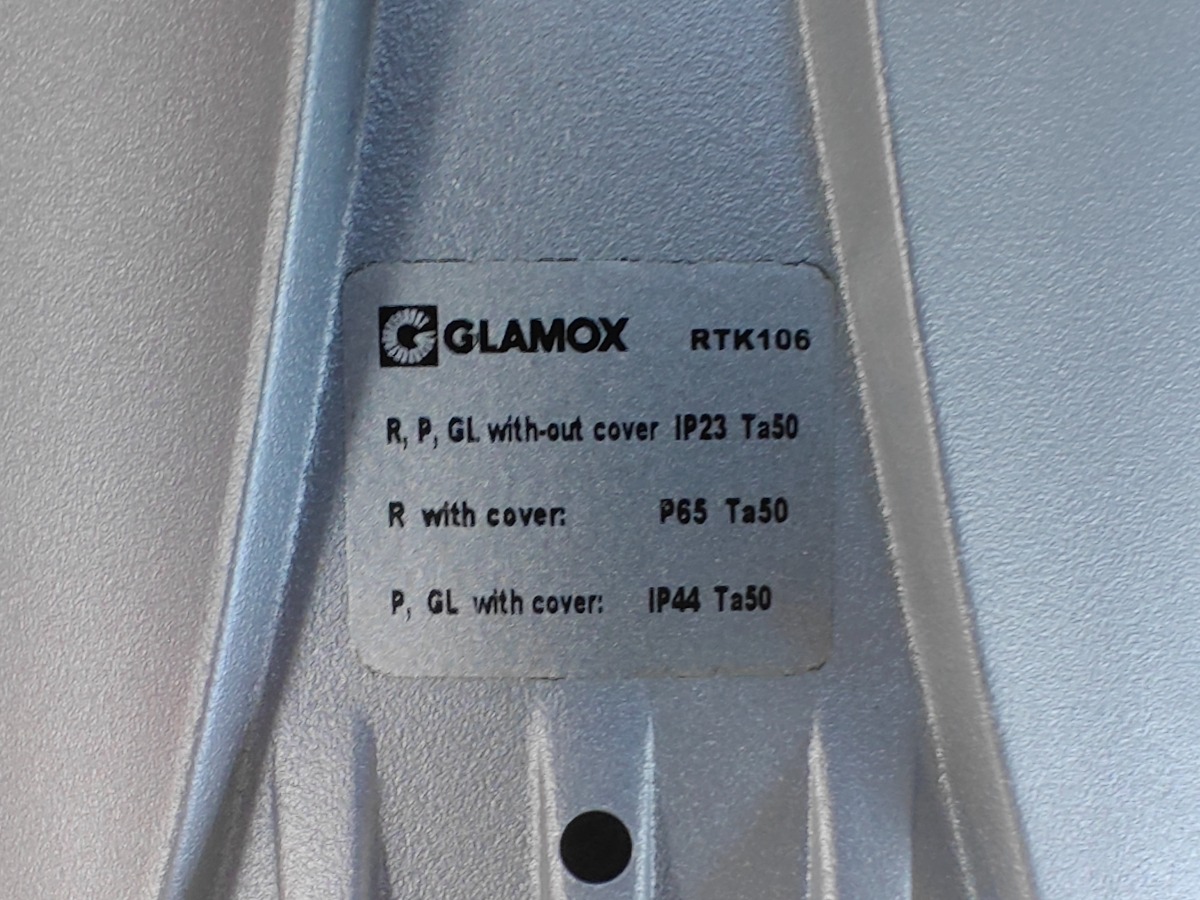 GLAMOX RTK106
R, P, GL with-out cover IP23 Ta50
R with cover: P65 Ta50
P, GL with cover: IP44 Ta50